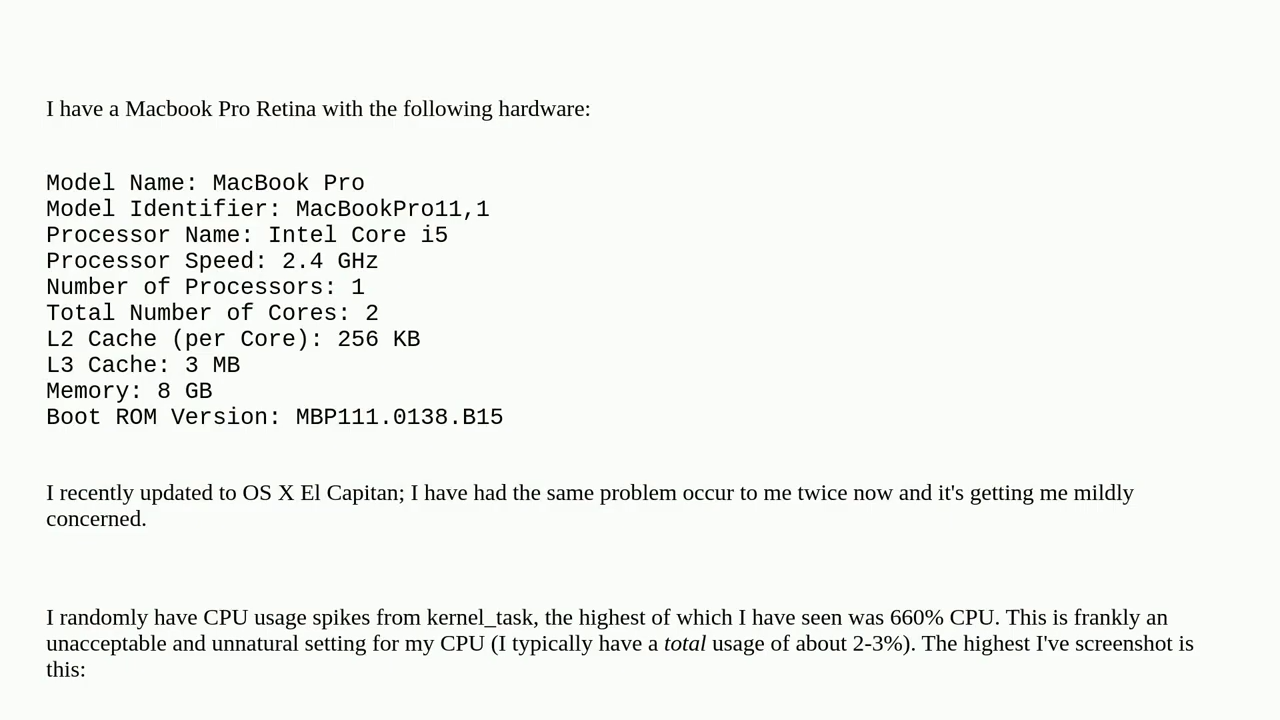 I have a Macbook Pro Retina with the following hardware:
Model Name: MacBook Pro
Model Identifier: MacBookPro11,1
Processor Name: Intel Core i5
Processor Speed: 2.4 GHz
Number of Processors: 1
Total Number of Cores: 2
L2 Cache (per Core): 256 KB
L3 Cache: 3 MB
Memory: 8 GB
Boot ROM Version: MBP111.0138.B15
I recently updated to OS X El Capitan; I have had the same problem occur to me twice now and it's getting me mildly
concerned.
I randomly have CPU usage spikes from kernel_task, the highest of which I have seen was 660% CPU. This is frankly an
unacceptable and unnatural setting for my CPU (I typically have a total usage of about 2-3%). The highest I've screenshot is
this: